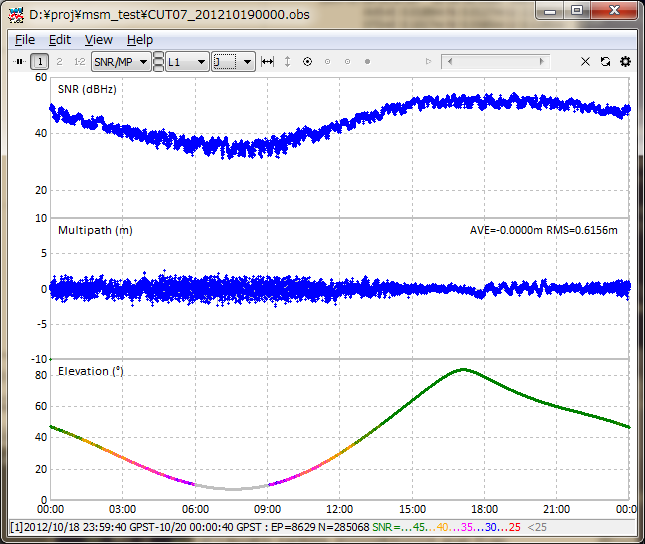 D:¥proj¥msm_test¥CUT07_201210190000.obs
File Edit View Help
1 2 1-2 SNR/MP L1 J
60
SNR (dBHz)
40
20
10
Multipath (m) AVE=-0.0000m RMS=0.6156m
5
0
-5
-10
Elevation (°)
80
60
40
20
0
00:00 03:00 06:00 09:00 12:00 15:00 18:00 21:00 00:0
[1]2012/10/18 23:59:40 GPST-10/20 00:00:40 GPST : EP=8629 N=285068 SNR=...45...40...35...30...25 <25